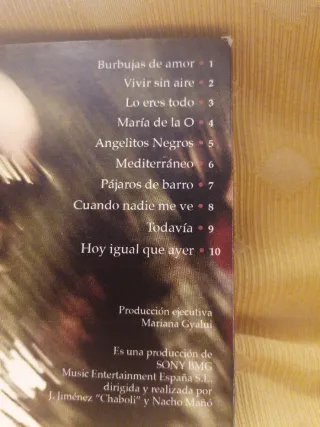 Burbujas de amor • 1
Vivir sin aire • 2
Lo eres todo • 3
María de la O • 4
Angelitos Negros • 5
Mediterráneo • 6
Pájaros de barro • 7
Cuando nadie me ve • 8
Todavía • 9
Hoy igual que ayer • 10
Producción ejecutiva
Mariana Gyalui
Es una producción de
SONY BMG
Music Entertainment España S.L.
dirigida y realizada por
J. Jiménez "Chaboli" y Nacho Mañó